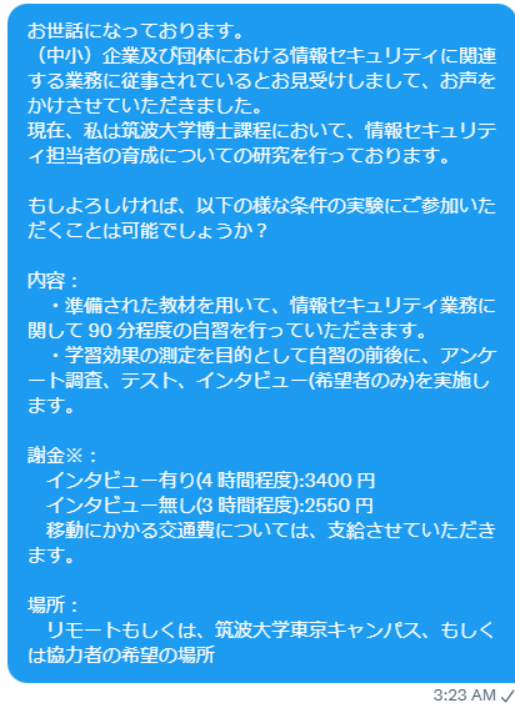 お世話になっております。
（中小）企業及び団体における情報セキュリティに関連
する業務に従事されているとお見受けしまして、お声を
かけさせていただきました。
現在、私は筑波大学博士課程において、情報セキュリテ
ィ担当者の育成についての研究を行っております。
もしよろしければ、以下の様な条件の実験にご参加いた
だくことは可能でしょうか？
内容：
・準備された教材を用いて、情報セキュリティ業務に
関して 90 分程度の自習を行っていただきます。
・学習効果の測定を目的として自習の前後に、アンケ
ート調査、テスト、インタビュー(希望者のみ)を実施し
ます。
謝金※：
インタビュー有り(4 時間程度):3400 円
インタビュー無し(3 時間程度):2550 円
移動にかかる交通費については、支給させていただき
ます。
場所：
リモートもしくは、筑波大学東京キャンパス、もしく
は協力者の希望の場所
3:23 AM ✓